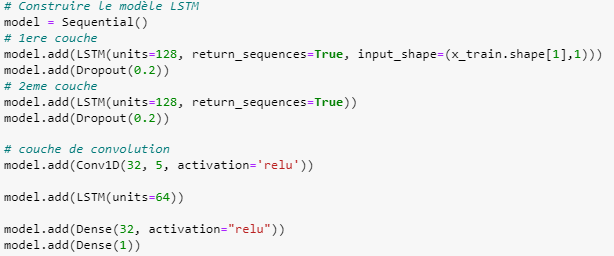 # Construire le modèle LSTM
model = Sequential()
# 1ere couche
model.add(LSTM(units=128, return_sequences=True, input_shape=(x_train.shape[1],1)))
model.add(Dropout(0.2))
# 2eme couche
model.add(LSTM(units=128, return_sequences=True))
model.add(Dropout(0.2))
# couche de convolution
model.add(Conv1D(32, 5, activation='relu'))
model.add(LSTM(units=64))
model.add(Dense(32, activation="relu"))
model.add(Dense(1))